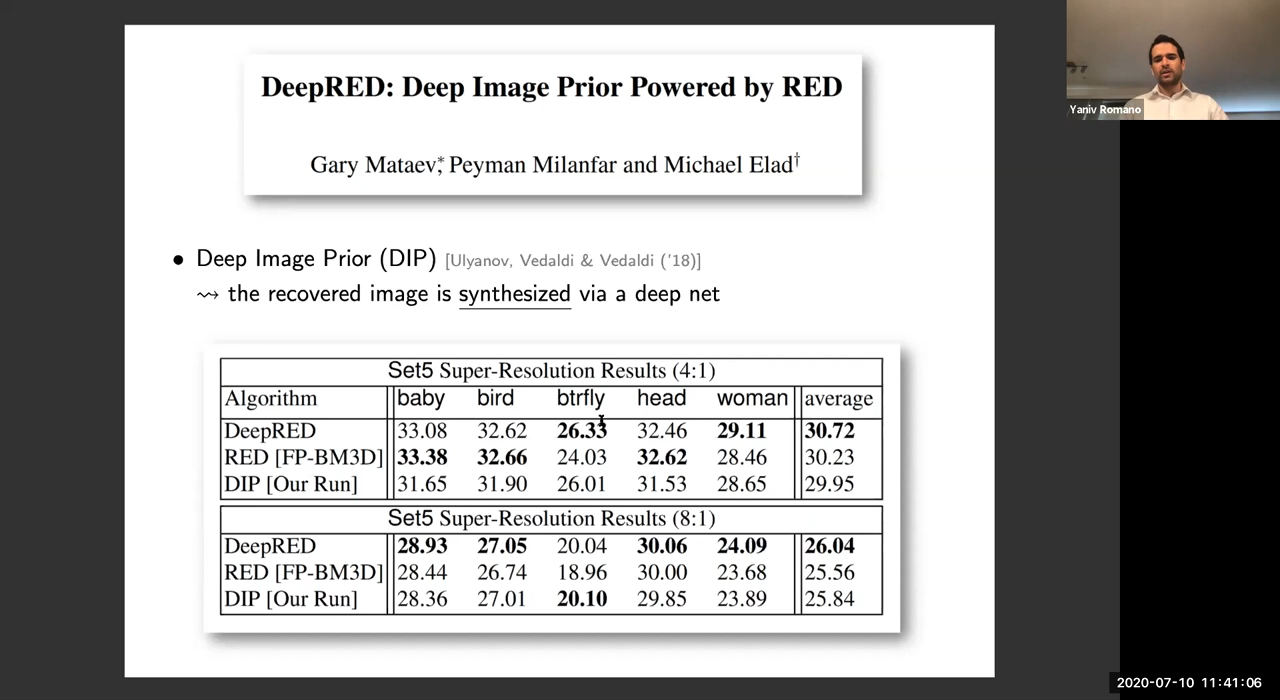 DeepRED: Deep Image Prior Powered by RED
Gary Mataev,* Peyman Milanfar and Michael Elad†
• Deep Image Prior (DIP) [Ulyanov, Vedaldi & Vedaldi ('18)]
⇝ the recovered image is synthesized via a deep net
Set5 Super-Resolution Results (4:1)
Algorithm baby bird btrfly head woman average
DeepRED 33.08 32.62 26.33 32.46 29.11 30.72
RED [FP-BM3D] 33.38 32.66 24.03 32.62 28.46 30.23
DIP [Our Run] 31.65 31.90 26.01 31.53 28.65 29.95
Set5 Super-Resolution Results (8:1)
DeepRED 28.93 27.05 20.04 30.06 24.09 26.04
RED [FP-BM3D] 28.44 26.74 18.96 30.00 23.68 25.56
DIP [Our Run] 28.36 27.01 20.10 29.85 23.89 25.84
Yaniv Romano
2020-07-10 11:41:06